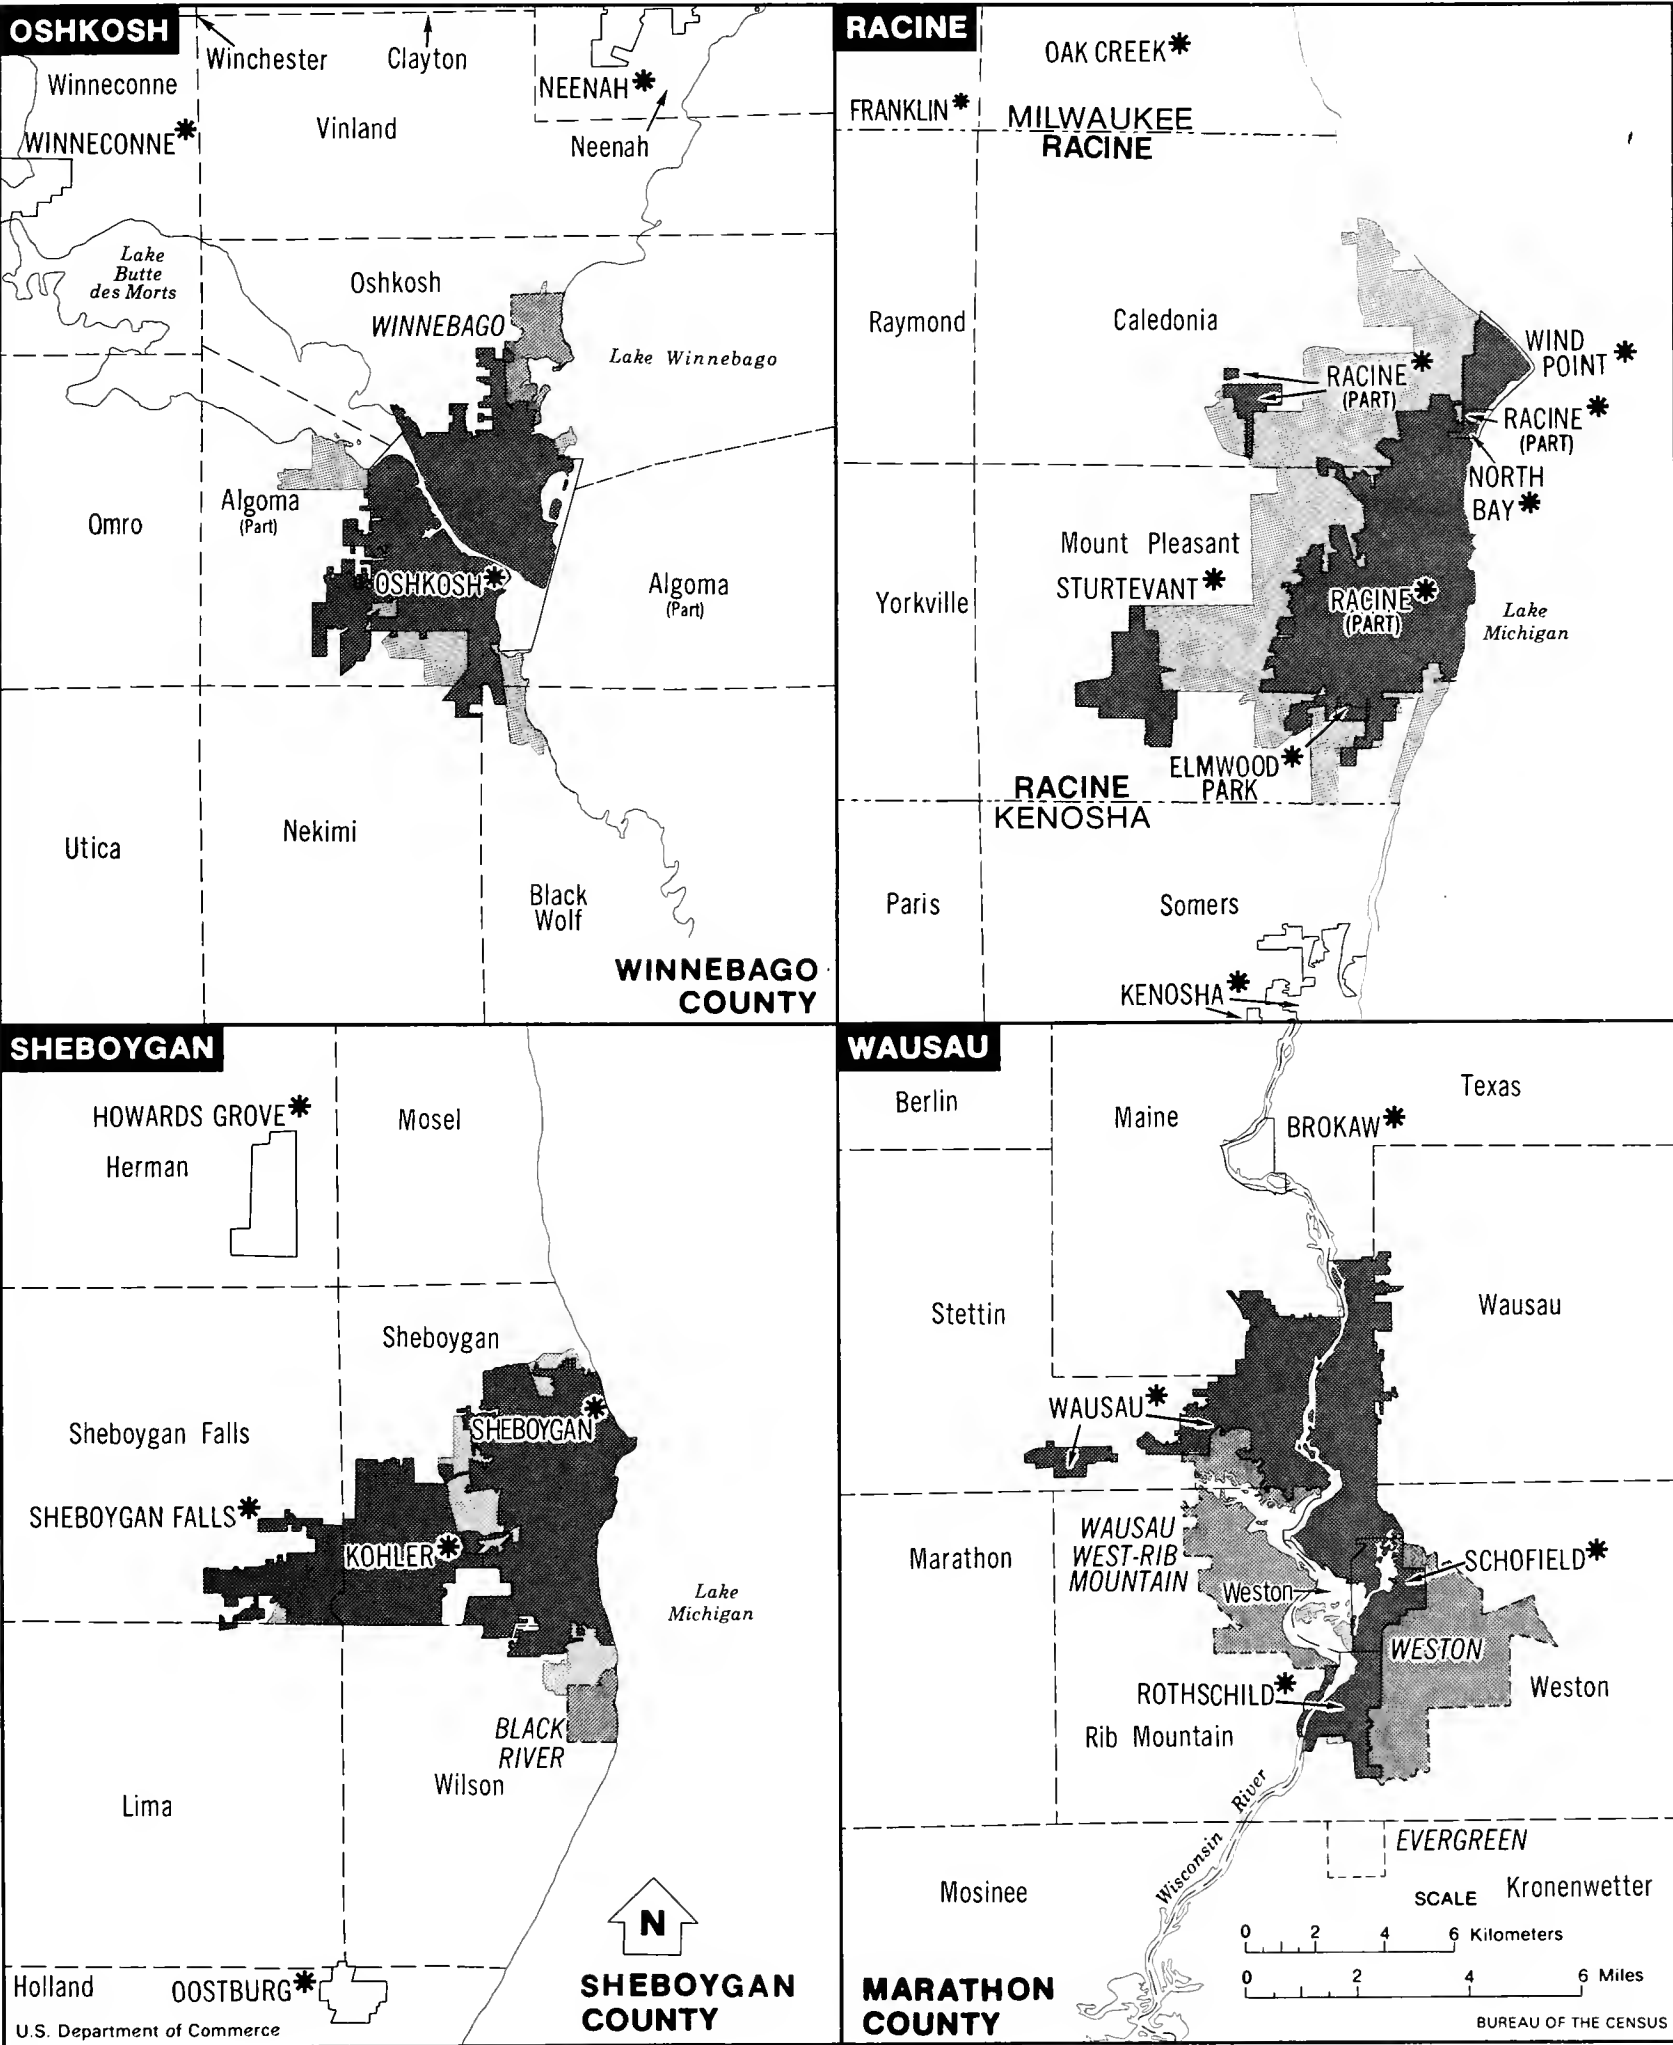 OSHKOSH
Winchester
Clayton
Winneconne
NEENAH*
WINNECONNE*
Vinland
Neenah
Lake
Butte
des Morts
Oshkosh
WINNEBAGO
Lake Winnebago
Algoma
(Part)
Omro
OSHKOSH*
Algoma
(Part)
Utica
Nekimi
Black
Wolf
WINNEBAGO
COUNTY
RACINE
OAK CREEK*
FRANKLIN*
MILWAUKEE
RACINE
Raymond
Caledonia
WIND
POINT*
RACINE*
(PART)
RACINE*
(PART)
NORTH
BAY*
Mount Pleasant
STURTEVANT*
Yorkville
RACINE*
(PART)
Lake
Michigan
ELMWOOD*
PARK
RACINE
KENOSHA
Paris
Somers
KENOSHA*
SHEBOYGAN
HOWARDS GROVE*
Mosel
Herman
Sheboygan
SHEBOYGAN*
Sheboygan Falls
SHEBOYGAN FALLS*
KOHLER*
Lake
Michigan
BLACK
RIVER
Wilson
Lima
N
Holland
OOSTBURG*
SHEBOYGAN
COUNTY
U.S. Department of Commerce
WAUSAU
Berlin
Maine
Texas
BROKAW*
Stettin
Wausau
WAUSAU*
WAUSAU
WEST-RIB
MOUNTAIN
Marathon
SCHOFIELD*
Weston
WESTON
ROTHSCHILD*
Weston
Rib Mountain
Wisconsin River
EVERGREEN
Mosinee
Kronenwetter
SCALE
0 2 4 6 Kilometers
0 2 4 6 Miles
MARATHON
COUNTY
BUREAU OF THE CENSUS